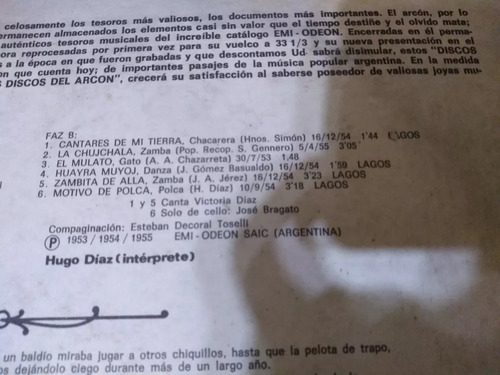 celosamente los tesoros más valiosos, los documentos más importantes. El arcón, por lo
ermanecen almacenados los elementos casi sin valor que el tiempo destiñe y el olvido mata;
auténticos tesoros musicales del increíble catálogo EMI-ODEON. Encerradas en él perma-
ora reprocesadas por primera vez para su vuelco a 33 1/3 y su nueva presentación en el
s a la época en que fueron grabadas y que descontamos Ud. sabrá disimular, estos "DISCOS
on que cuenta hoy; de importantes pasajes de la música popular argentina. En la medida
S DISCOS DEL ARCON", crecerá su satisfacción al saberse poseedor de valiosas joyas mu-
FAZ B:
1. CANTARES DE MI TIERRA, Chacarera (Hnos. Simón) 16/12/54 1'44 LAGOS
2. LA CHUJCHALA, Zamba (Pop. Recop. S. Gennero) 5/4/55 3'05
3. EL MULATO, Gato (A. A. Chazarreta) 30/7/53 1,48
4. HUAYRA MUYOJ, Danza (J. Gómez Basualdo) 16/12/54 1'59 LAGOS
5. ZAMBITA DE ALLA, Zamba (J. A. Jérez) 16/12/54 3'23 LAGOS
6. MOTIVO DE POLCA, Polca (H. Díaz) 10/9/54 3'18 LAGOS
1 y 5 Canta Victoria Díaz
6 Solo de cello: José Bragato
Compaginación: Esteban Decoral Toselli
Ⓟ 1953 / 1954 / 1955 EMI-ODEON SAIC (ARGENTINA)
Hugo Díaz (intérprete)
un baldío miraba jugar a otros chiquillos, hasta que la pelota de trapo,
os dejándolo ciego durante más de un largo año.